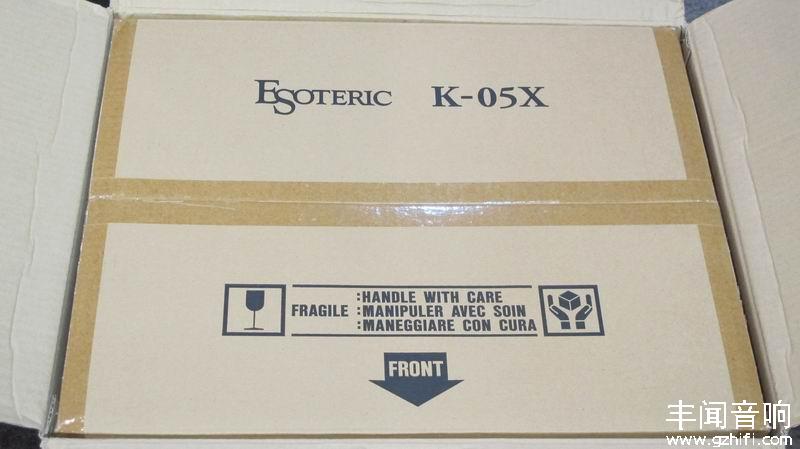 ESOTERIC K-05X
FRAGILE :HANDLE WITH CARE
:MANIPULER AVEC SOIN
:MANEGGIARE CON CURA
FRONT
丰闻音响
www.gzhifi.com